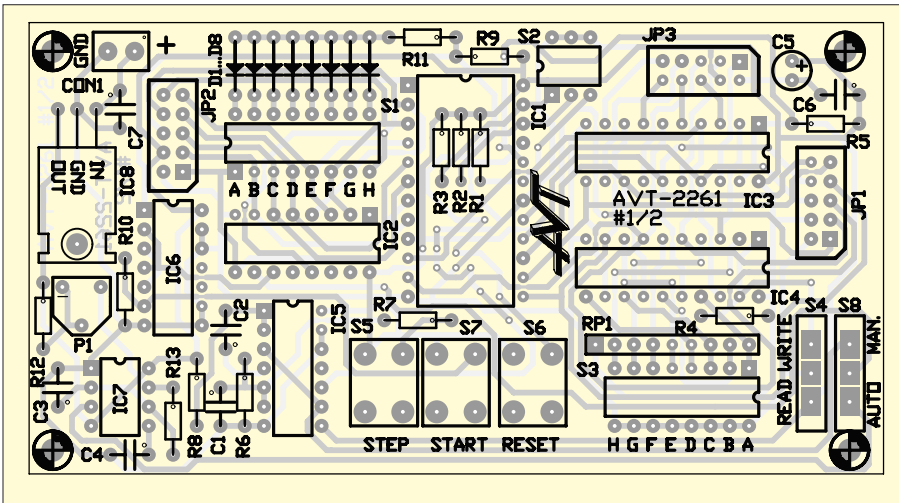 GND
+
CON1
D8
D1
R11
R9
S2
JP3
C5
+
C6
R5
JP2
C7
S1
IC1
IN
GND
OUT
IC8
R3
R2
R1
A B C D E F G H
AVT-2261
#1/2
IC3
JP1
AVT
R10
IC6
IC2
P1
R12
C2
IC5
R7
S5
S7
S6
RP1
R4
IC4
S4
S8
READ WRITE
MAN.
AUTO
S3
C3
IC7
R13
R8
C1
R6
C4
STEP
START
RESET
H G F E D C B A